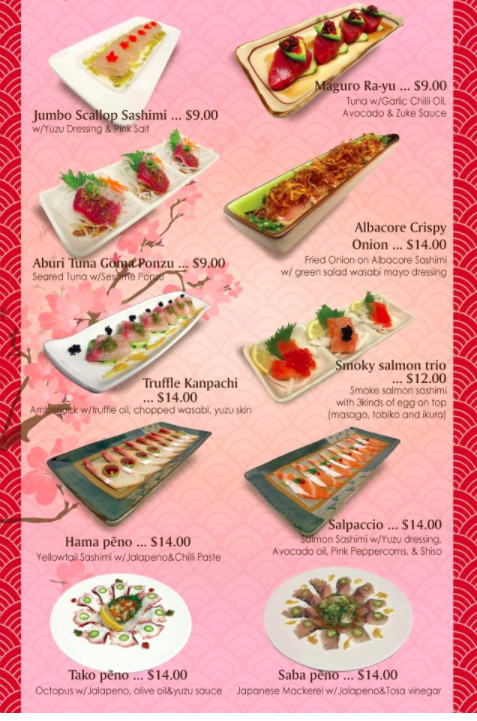 Jumbo Scallop Sashimi ... $9.00
w/Yuzu Dressing & Pink Salt
Maguro Ra-yu ... $9.00
Tuna w/Garlic Chilli Oil,
Avocado & Zuke Sauce
Aburi Tuna Goma Ponzu ... $9.00
Seared Tuna w/Sesame Ponzu
Albacore Crispy
Onion ... $14.00
Fried Onion on Albacore Sashimi
w/ green salad wasabi mayo dressing
Truffle Kanpachi
... $14.00
Amberjack w/truffle oil, chopped wasabi, yuzu skin
Smoky salmon trio
... $12.00
Smoke salmon sashimi
with 3kinds of egg on top
(masago, tobiko and ikura)
Hama pēno ... $14.00
Yellowtail Sashimi w/Jalapeno&Chilli Paste
Salpaccio ... $14.00
Salmon Sashimi w/Yuzu dressing,
Avocado oil, Pink Peppercorns, & Shiso
Tako pēno ... $14.00
Octopus w/Jalapeno, olive oil&yuzu sauce
Saba pēno ... $14.00
Japanese Mackerel w/Jalapeno&Tosa vinegar